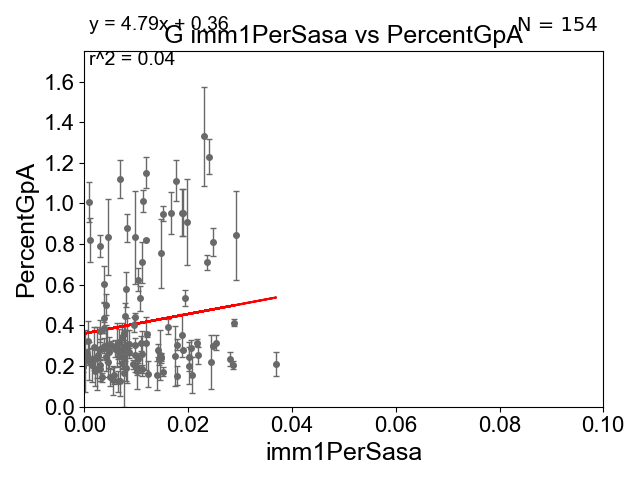 y = 4.79x + 0.36
N = 154
G imm1PerSasa vs PercentGpA
r^2 = 0.04
PercentGpA
1.6
1.4
1.2
1.0
0.8
0.6
0.4
0.2
0.0
0.00 0.02 0.04 0.06 0.08 0.10
imm1PerSasa